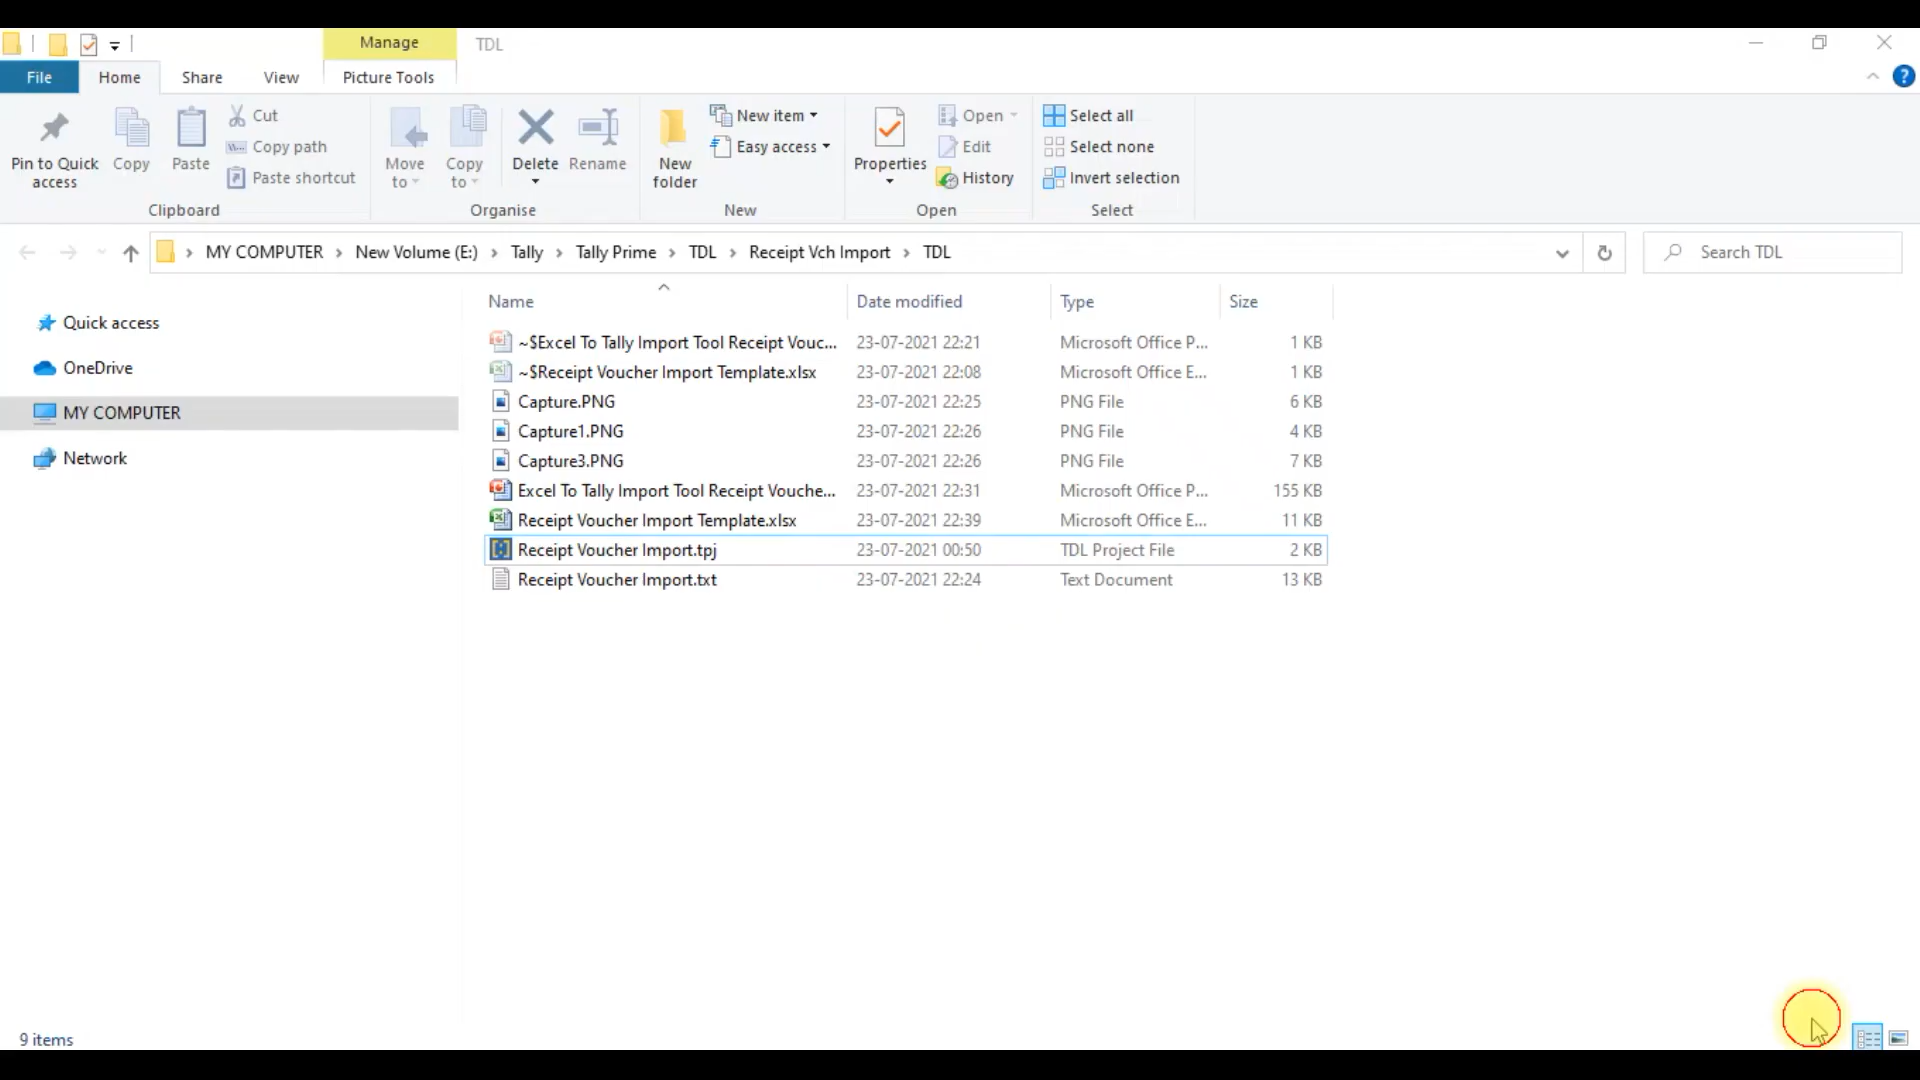 Manage
TDL
File
Home
Share
View
Picture Tools
Pin to Quick access
Copy
Paste
Cut
Copy path
Paste shortcut
Clipboard
Move to
Copy to
Delete
Rename
Organise
New folder
New item
Easy access
New
Properties
Open
Edit
History
Open
Select all
Select none
Invert selection
Select
MY COMPUTER › New Volume (E:) › Tally › Tally Prime › TDL › Receipt Vch Import › TDL
Search TDL
Quick access
OneDrive
MY COMPUTER
Network
Name Date modified Type Size
~$Excel To Tally Import Tool Receipt Vouc... 23-07-2021 22:21 Microsoft Office P... 1 KB
~$Receipt Voucher Import Template.xlsx 23-07-2021 22:08 Microsoft Office E... 1 KB
Capture.PNG 23-07-2021 22:25 PNG File 6 KB
Capture1.PNG 23-07-2021 22:26 PNG File 4 KB
Capture3.PNG 23-07-2021 22:26 PNG File 7 KB
Excel To Tally Import Tool Receipt Vouche... 23-07-2021 22:31 Microsoft Office P... 155 KB
Receipt Voucher Import Template.xlsx 23-07-2021 22:39 Microsoft Office E... 11 KB
Receipt Voucher Import.tpj 23-07-2021 00:50 TDL Project File 2 KB
Receipt Voucher Import.txt 23-07-2021 22:24 Text Document 13 KB
9 items